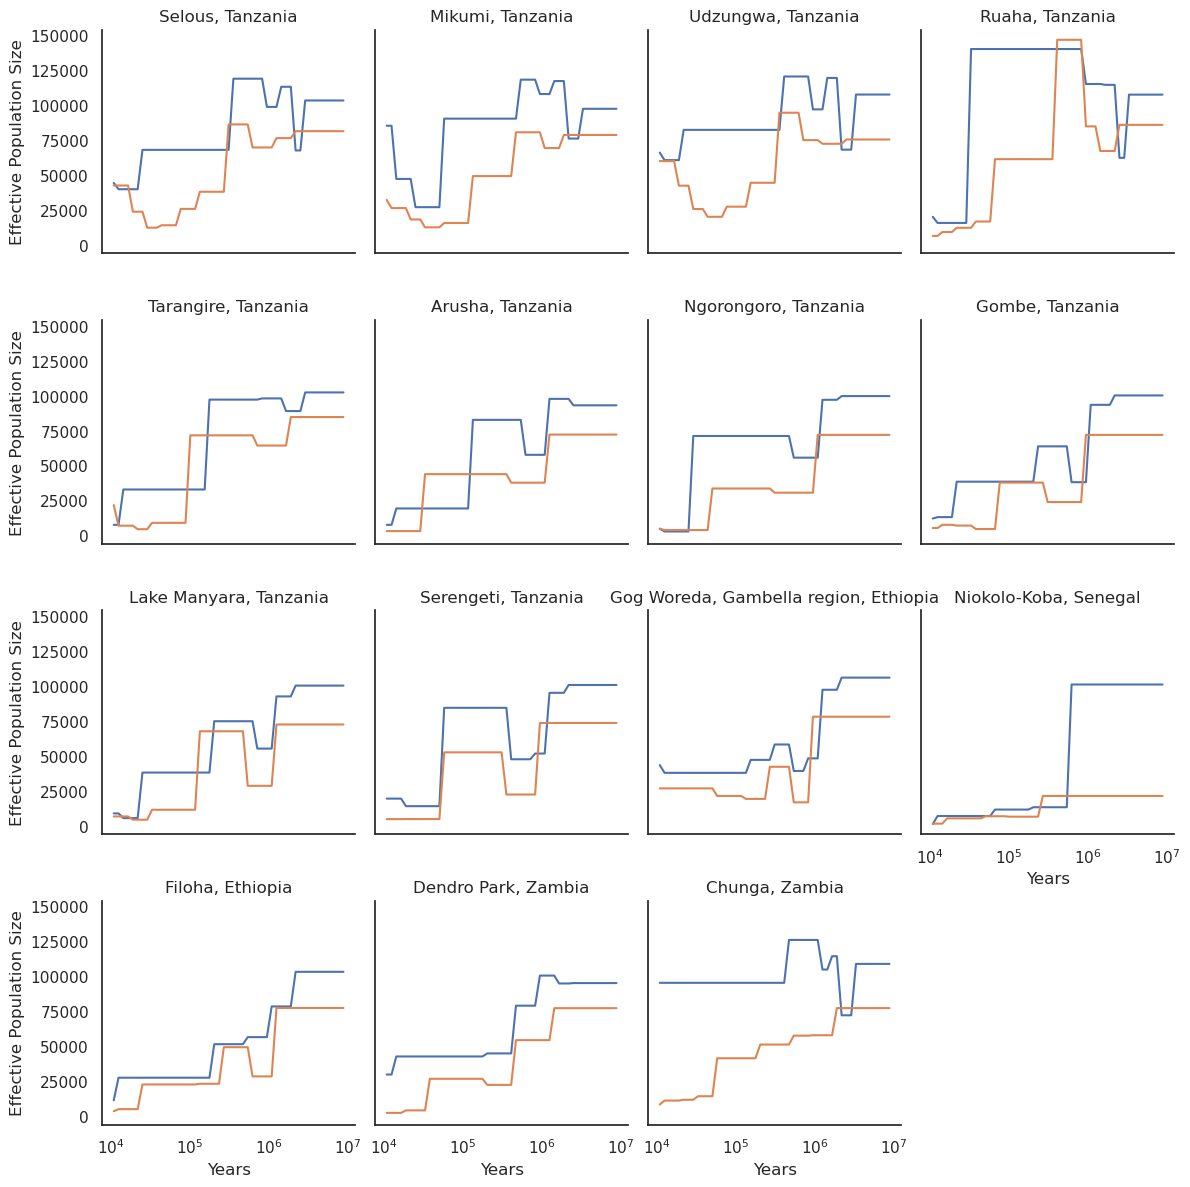 Selous, Tanzania
Mikumi, Tanzania
Udzungwa, Tanzania
Ruaha, Tanzania
Effective Population Size
150000
125000
100000
75000
50000
25000
0
Tarangire, Tanzania
Arusha, Tanzania
Ngorongoro, Tanzania
Gombe, Tanzania
Effective Population Size
150000
125000
100000
75000
50000
25000
0
Lake Manyara, Tanzania
Serengeti, Tanzania
Gog Woreda, Gambella region, Ethiopia
Niokolo-Koba, Senegal
Effective Population Size
150000
125000
100000
75000
50000
25000
0
10⁴ 10⁵ 10⁶ 10⁷
Years
Filoha, Ethiopia
Dendro Park, Zambia
Chunga, Zambia
Effective Population Size
150000
125000
100000
75000
50000
25000
0
10⁴ 10⁵ 10⁶ 10⁷
Years
10⁴ 10⁵ 10⁶ 10⁷
Years
10⁴ 10⁵ 10⁶ 10⁷
Years